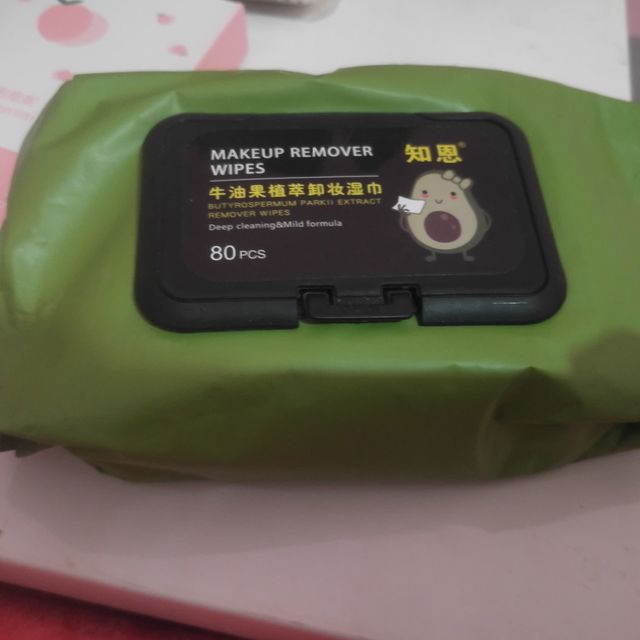 MAKEUP REMOVER
WIPES
知恩
牛油果植萃卸妆湿巾
BUTYROSPERMUM PARKII EXTRACT
REMOVER WIPES
Deep cleaning&Mild formula
80 PCS